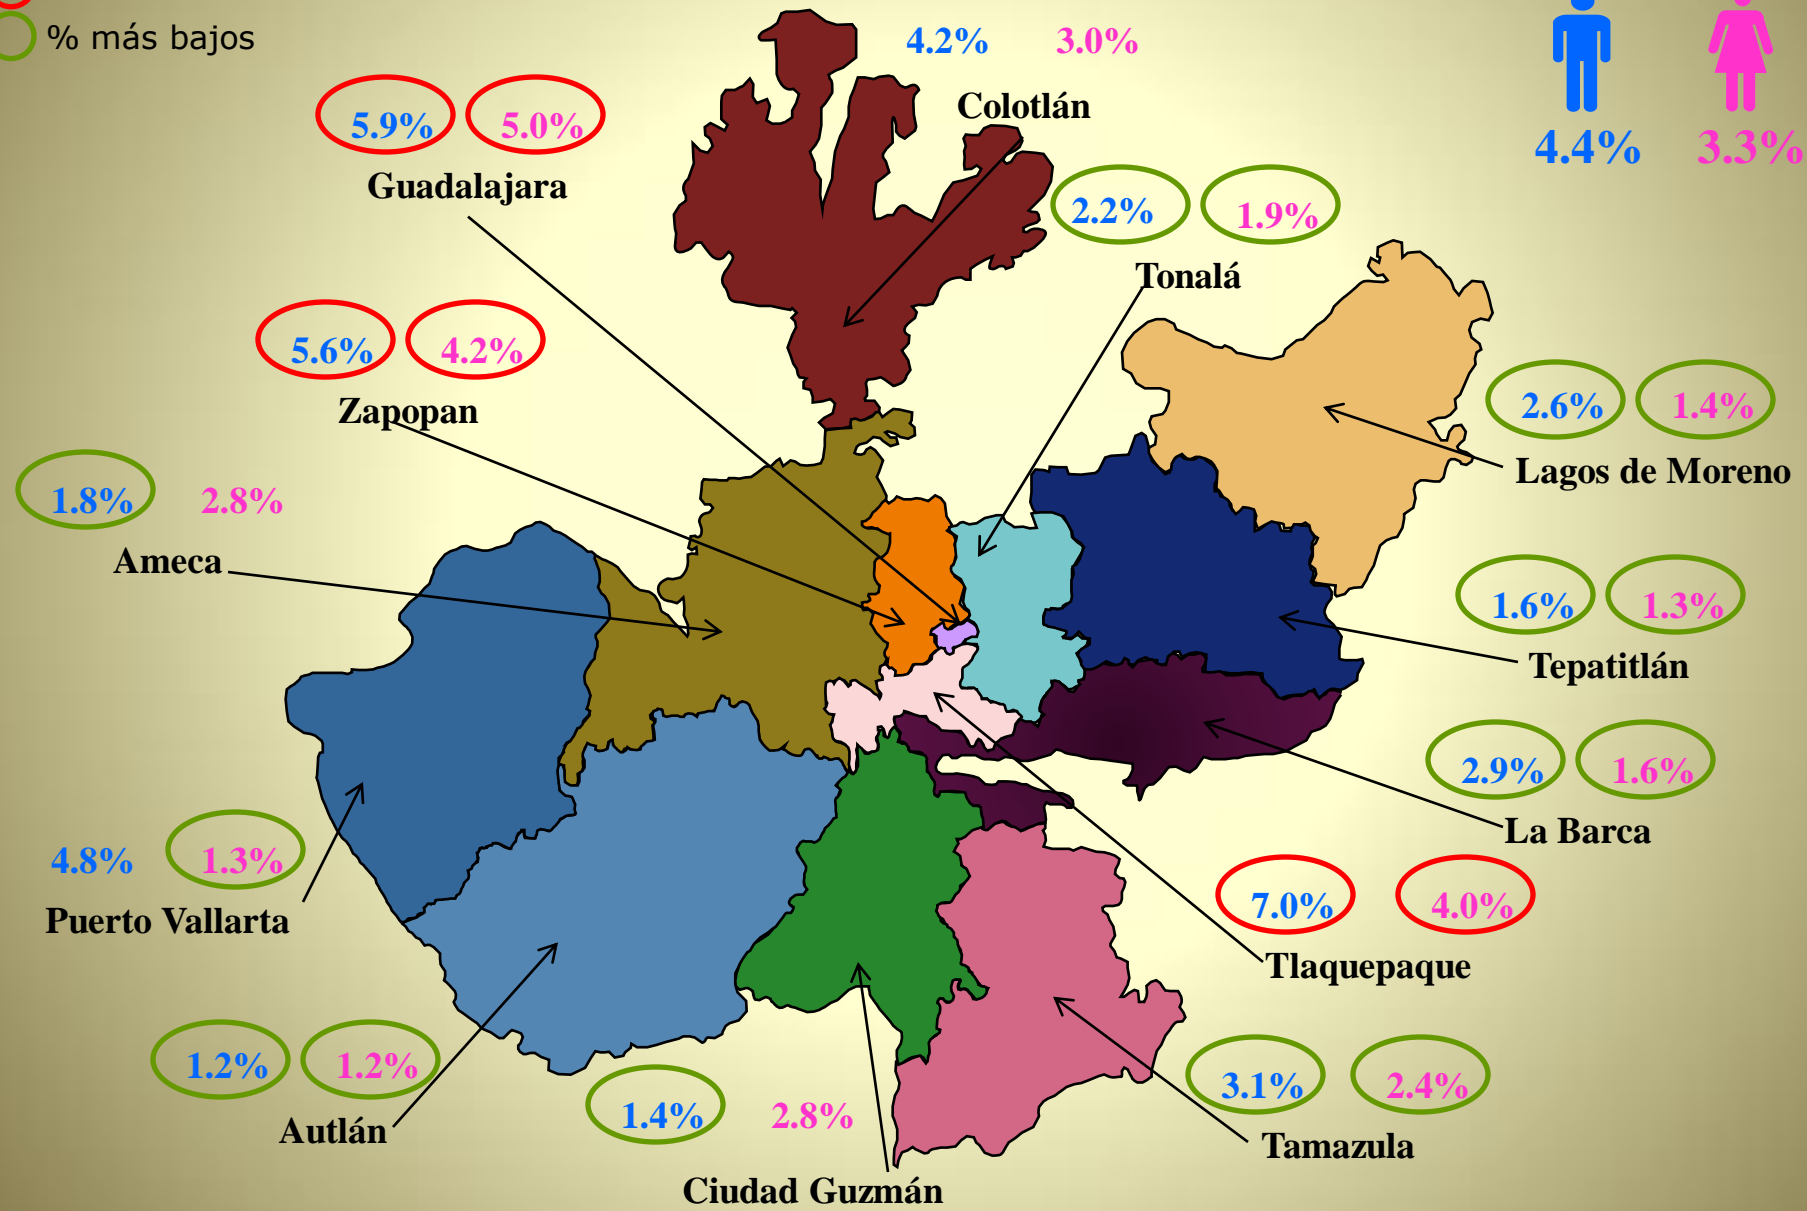 % más bajos
4.2% 3.0%
Colotlán
4.4% 3.3%
5.9% 5.0%
Guadalajara
2.2% 1.9%
Tonalá
5.6% 4.2%
Zapopan
2.6% 1.4%
Lagos de Moreno
1.8% 2.8%
Ameca
1.6% 1.3%
Tepatitlán
2.9% 1.6%
La Barca
4.8% 1.3%
Puerto Vallarta
7.0% 4.0%
Tlaquepaque
1.2% 1.2%
Autlán
1.4% 2.8%
Ciudad Guzmán
3.1% 2.4%
Tamazula